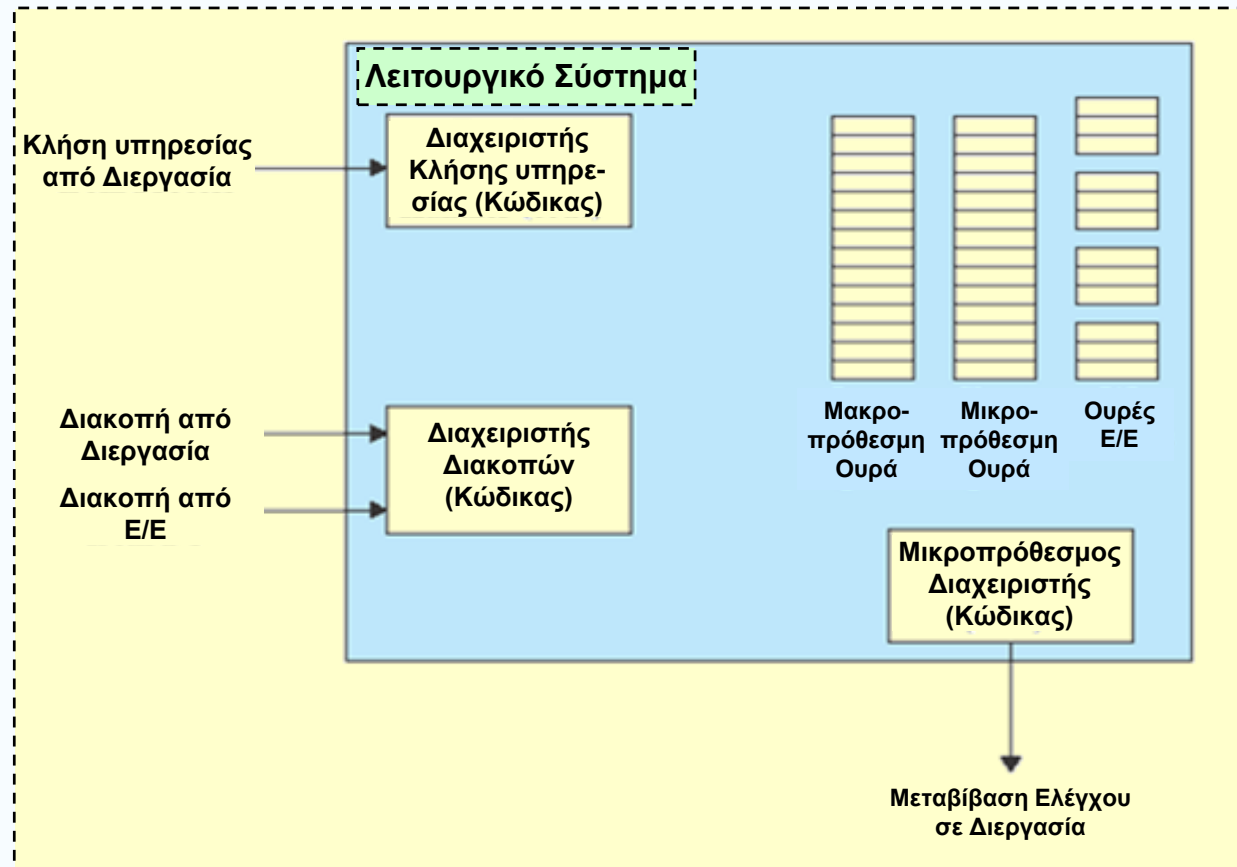 Λειτουργικό Σύστημα
Κλήση υπηρεσίας
από Διεργασία
Διαχειριστής
Κλήσης υπηρε-
σίας (Κώδικας)
Διακοπή από
Διεργασία
Διακοπή από
Ε/Ε
Διαχειριστής
Διακοπών
(Κώδικας)
Μακρο-
πρόθεσμη
Ουρά
Μικρο-
πρόθεσμη
Ουρά
Ουρές
Ε/Ε
Μικροπρόθεσμος
Διαχειριστής
(Κώδικας)
Μεταβίβαση Ελέγχου
σε Διεργασία